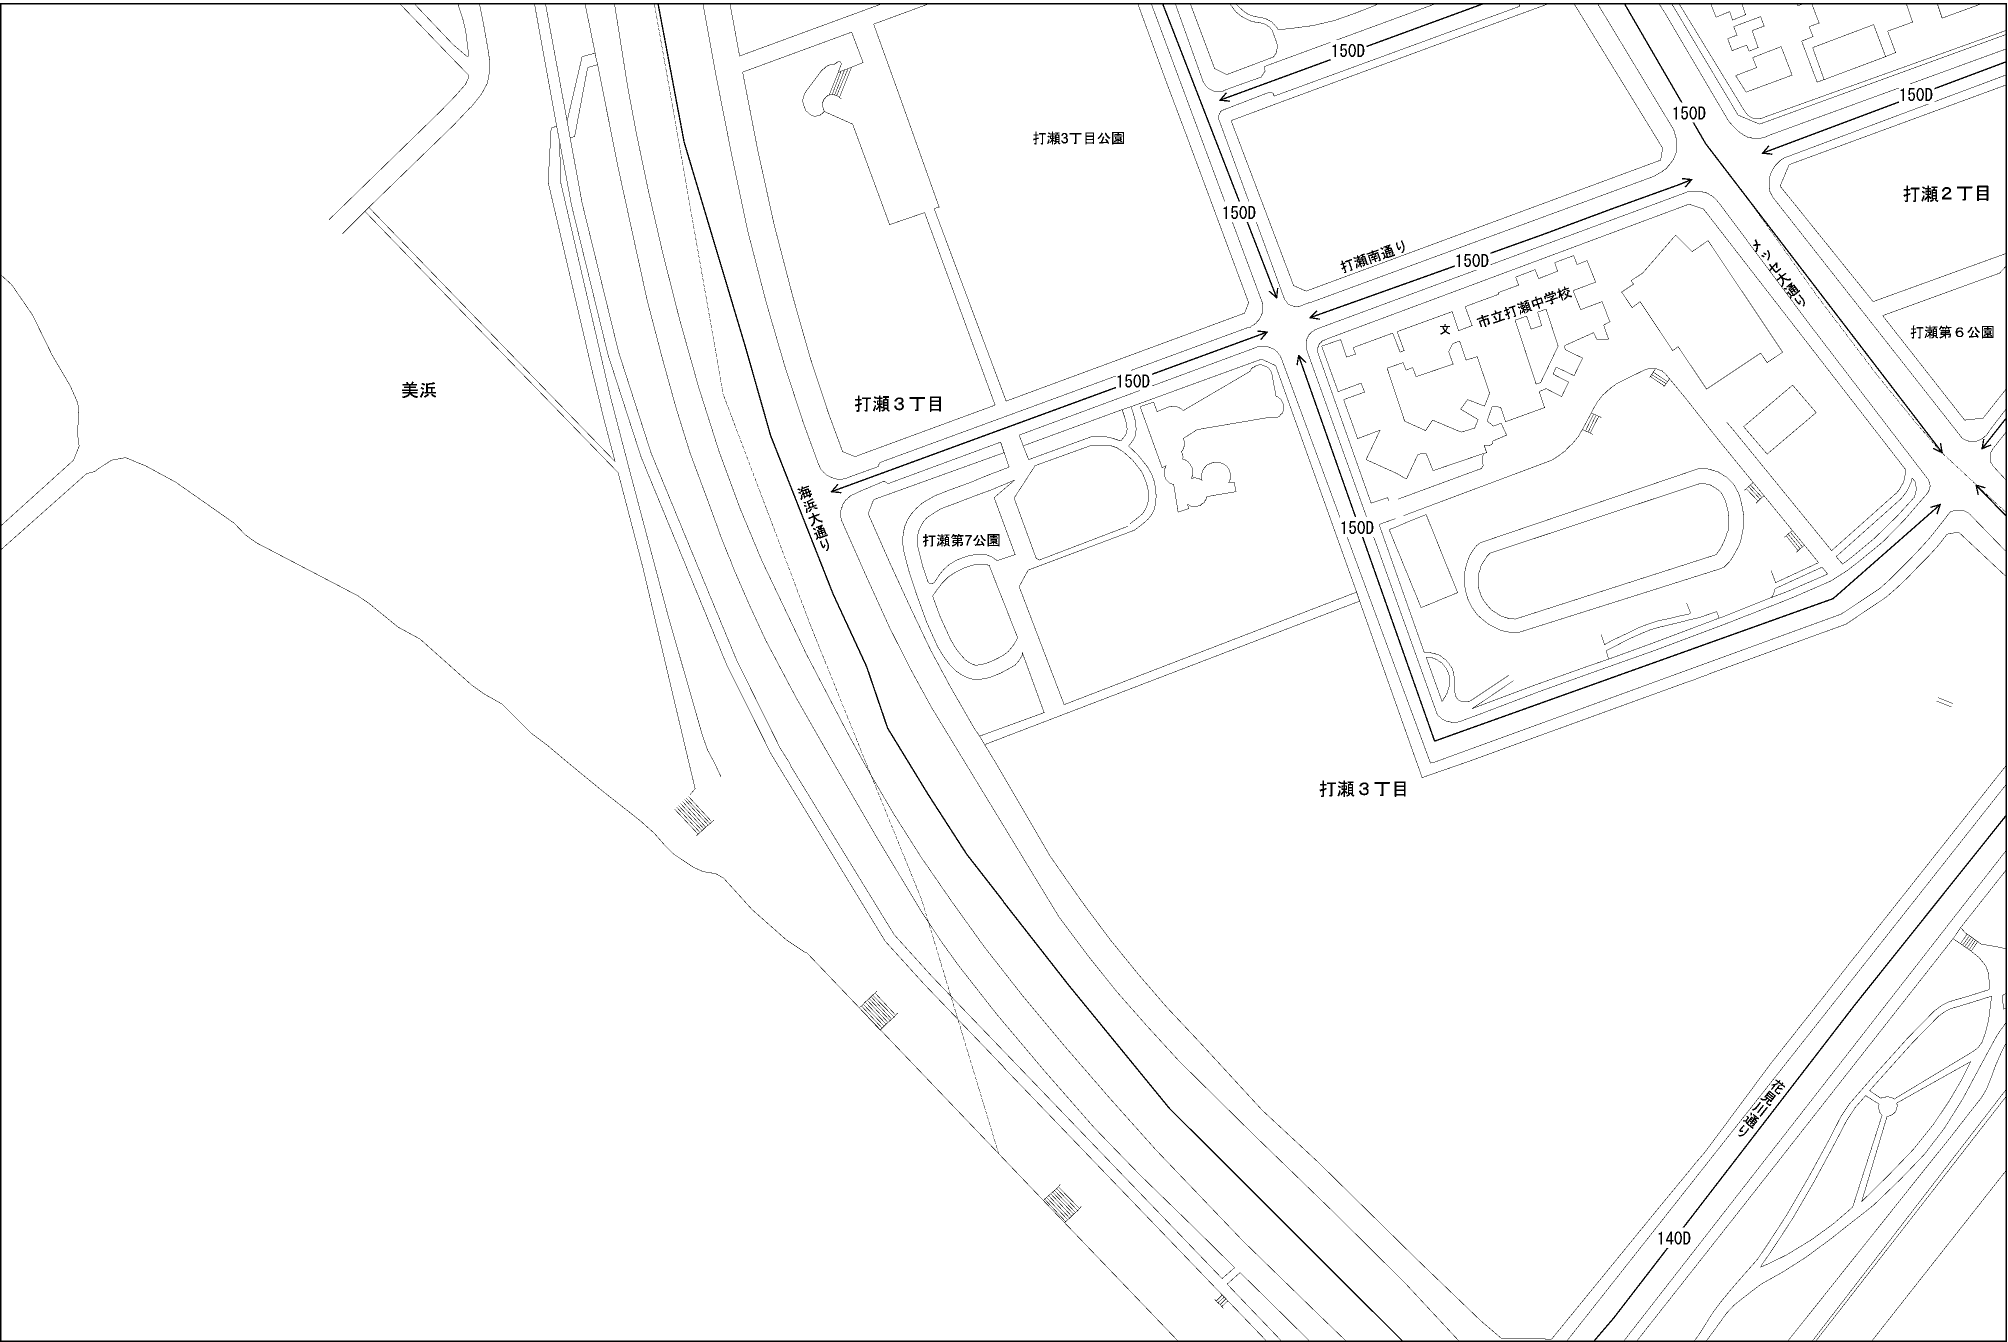 150D
150D
150D
打瀬3丁目公園
打瀬２丁目
150D
打瀬南通り
150D
メッセ大通り
市立打瀬中学校
文
打瀬第６公園
150D
美浜
打瀬３丁目
海浜大通り
150D
打瀬第7公園
打瀬３丁目
花見川通り
140D